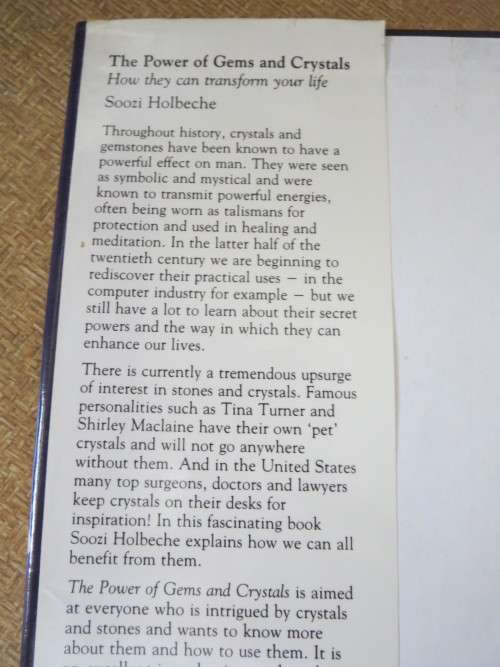 The Power of Gems and Crystals
How they can transform your life
Soozi Holbeche
Throughout history, crystals and
gemstones have been known to have a
powerful effect on man. They were seen
as symbolic and mystical and were
known to transmit powerful energies,
often being worn as talismans for
protection and used in healing and
meditation. In the latter half of the
twentieth century we are beginning to
rediscover their practical uses – in the
computer industry for example – but we
still have a lot to learn about their secret
powers and the way in which they can
enhance our lives.
There is currently a tremendous upsurge
of interest in stones and crystals. Famous
personalities such as Tina Turner and
Shirley Maclaine have their own 'pet'
crystals and will not go anywhere
without them. And in the United States
many top surgeons, doctors and lawyers
keep crystals on their desks for
inspiration! In this fascinating book
Soozi Holbeche explains how we can all
benefit from them.
The Power of Gems and Crystals is aimed
at everyone who is intrigued by crystals
and stones and wants to know more
about them and how to use them. It is